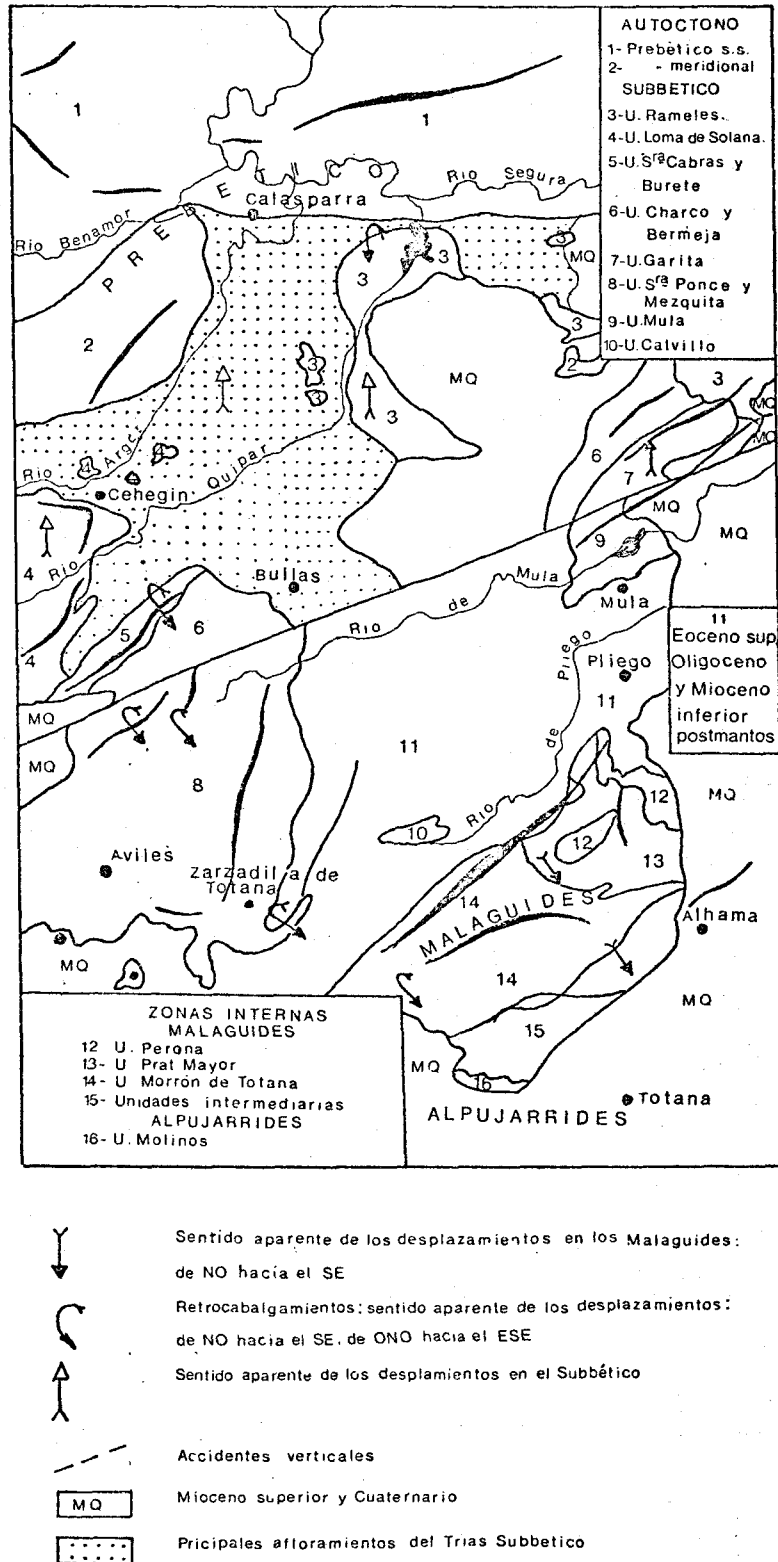 AUTOCTONO
1- Prebético s.s.
2- - meridional
SUBBETICO
3-U. Rameles.
4-U. Loma de Solana.
5-U. Sra Cabras y
Burete
6-U. Charco y
Bermeja
7-U. Garita
8-U. Sra Ponce y
Mezquita
9-U. Mula
10-U. Calvillo
1
1
PREBETICO
Rio Segura
Calasparra
Rio Benamor
3
MQ
3
3
2
3
3
3
2
MQ
3
3
MQ
MQ
6
7
4
4
Rio Argos
Quipar
Cehegin
MQ
MQ
9
4
Rio
Bullas
Mula
Mula
5
6
Rio de
4
11
Eoceno sup.
Oligoceno
y Mioceno
inferior
postmantos
Pliego
Pliego
11
MQ
11
de
MQ
8
12
MQ
10
Rio
12
13
Aviles
Zarzadilla de
Totana
14
MALAGUIDES
Alhama
MQ
14
MQ
15
MQ
16
Totana
ALPUJARRIDES
ZONAS INTERNAS
MALAGUIDES
12 U. Perona
13- U Prat Mayor
14- U Morrón de Totana
15- Unidades intermediarias
ALPUJARRIDES
16- U. Molinos
Sentido aparente de los desplazamientos en los Malaguides:
de NO hacía el SE
Retrocabalgamientos: sentido aparente de los desplazamientos:
de NO hacia el SE, de ONO hacia el ESE
Sentido aparente de los desplamientos en el Subbético
Accidentes verticales
MQ Mioceno superior y Cuaternario
Pricipales afloramientos del Trias Subbetico